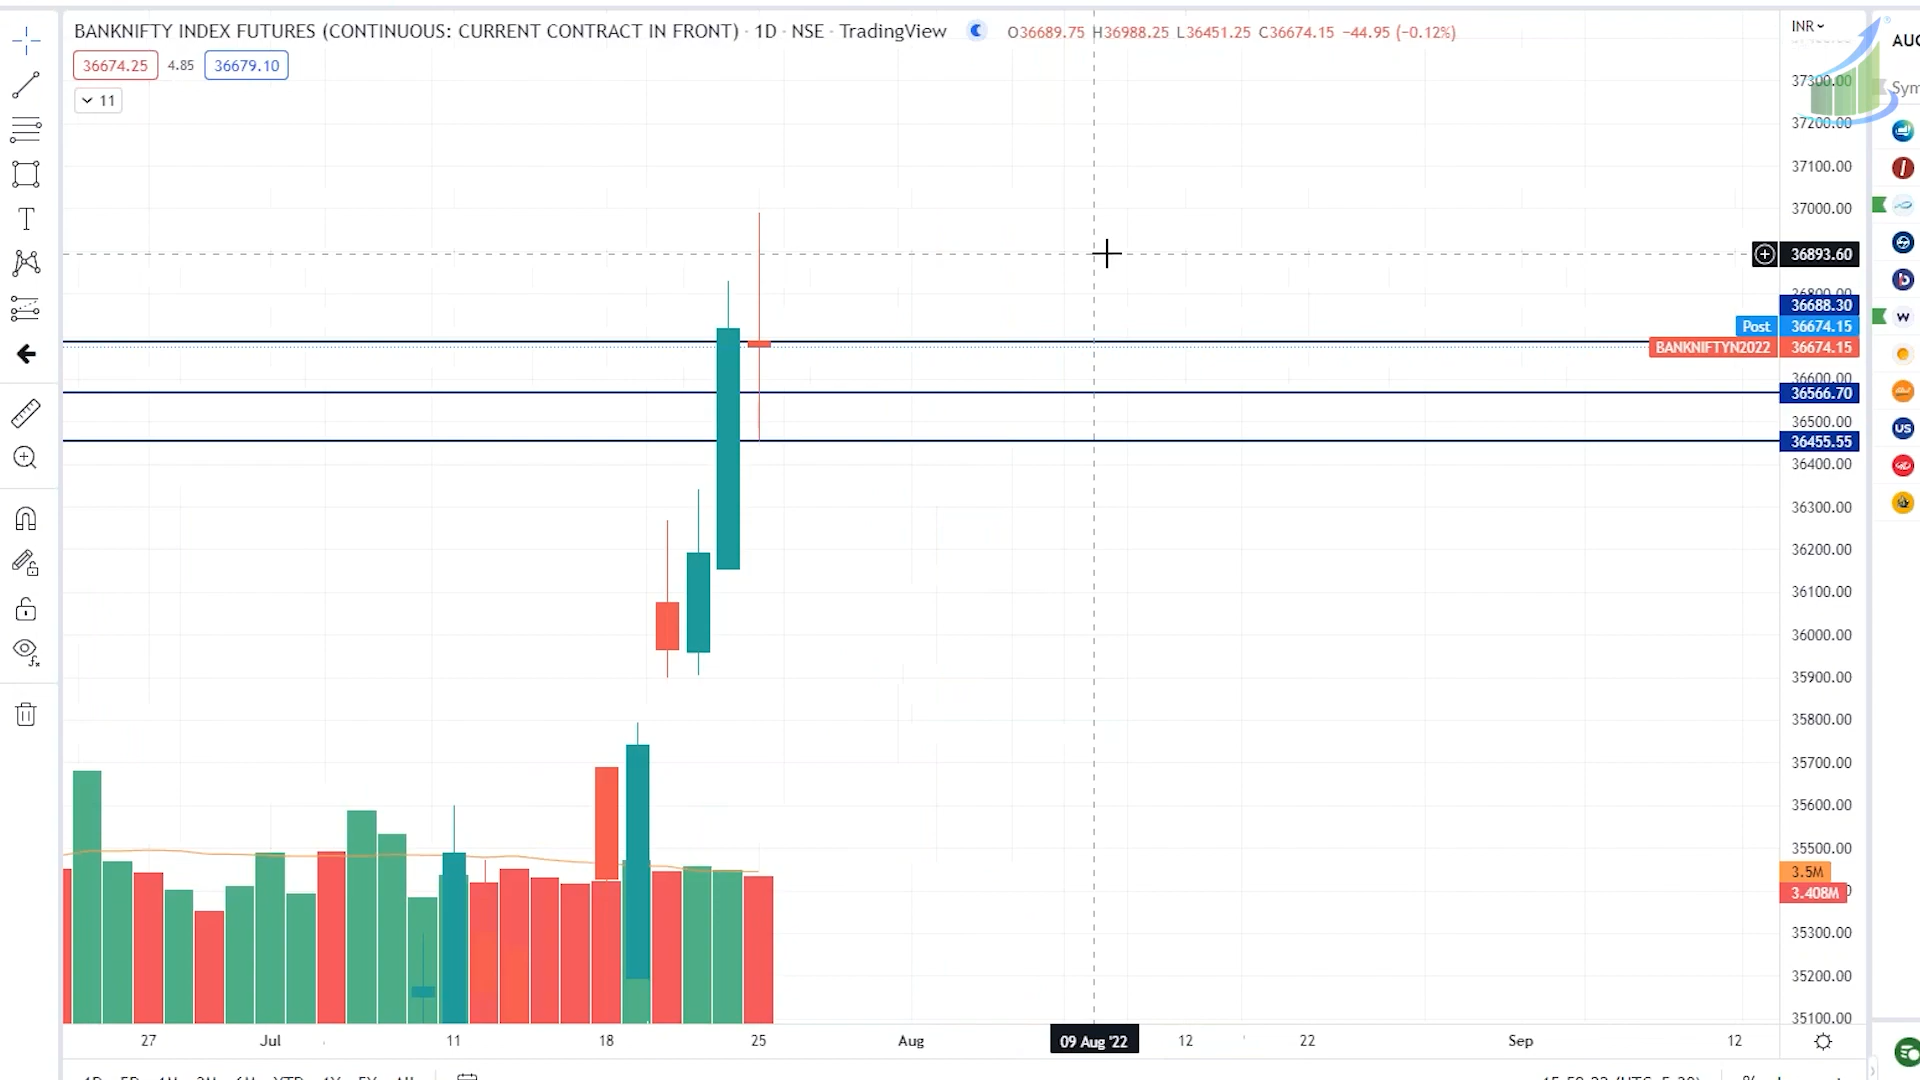 BANKNIFTY INDEX FUTURES (CONTINUOUS: CURRENT CONTRACT IN FRONT) · 1D · NSE · TradingView
O36689.75 H36988.25 L36451.25 C36674.15 −44.95 (−0.12%)
INR
AUG
36674.25 4.85 36679.10
37300.00
Sym
11
37200.00
37100.00
37000.00
36893.60
36800.00
36688.30
Post 36674.15
W
BANKNIFTYN2022 36674.15
36600.00
36566.70
36500.00
US
36455.55
36400.00
36300.00
36200.00
36100.00
36000.00
35900.00
35800.00
35700.00
35600.00
35500.00
3.5M
3.408M
35300.00
35200.00
35100.00
27 Jul 11 18 25 Aug 09 Aug '22 12 22 Sep 12